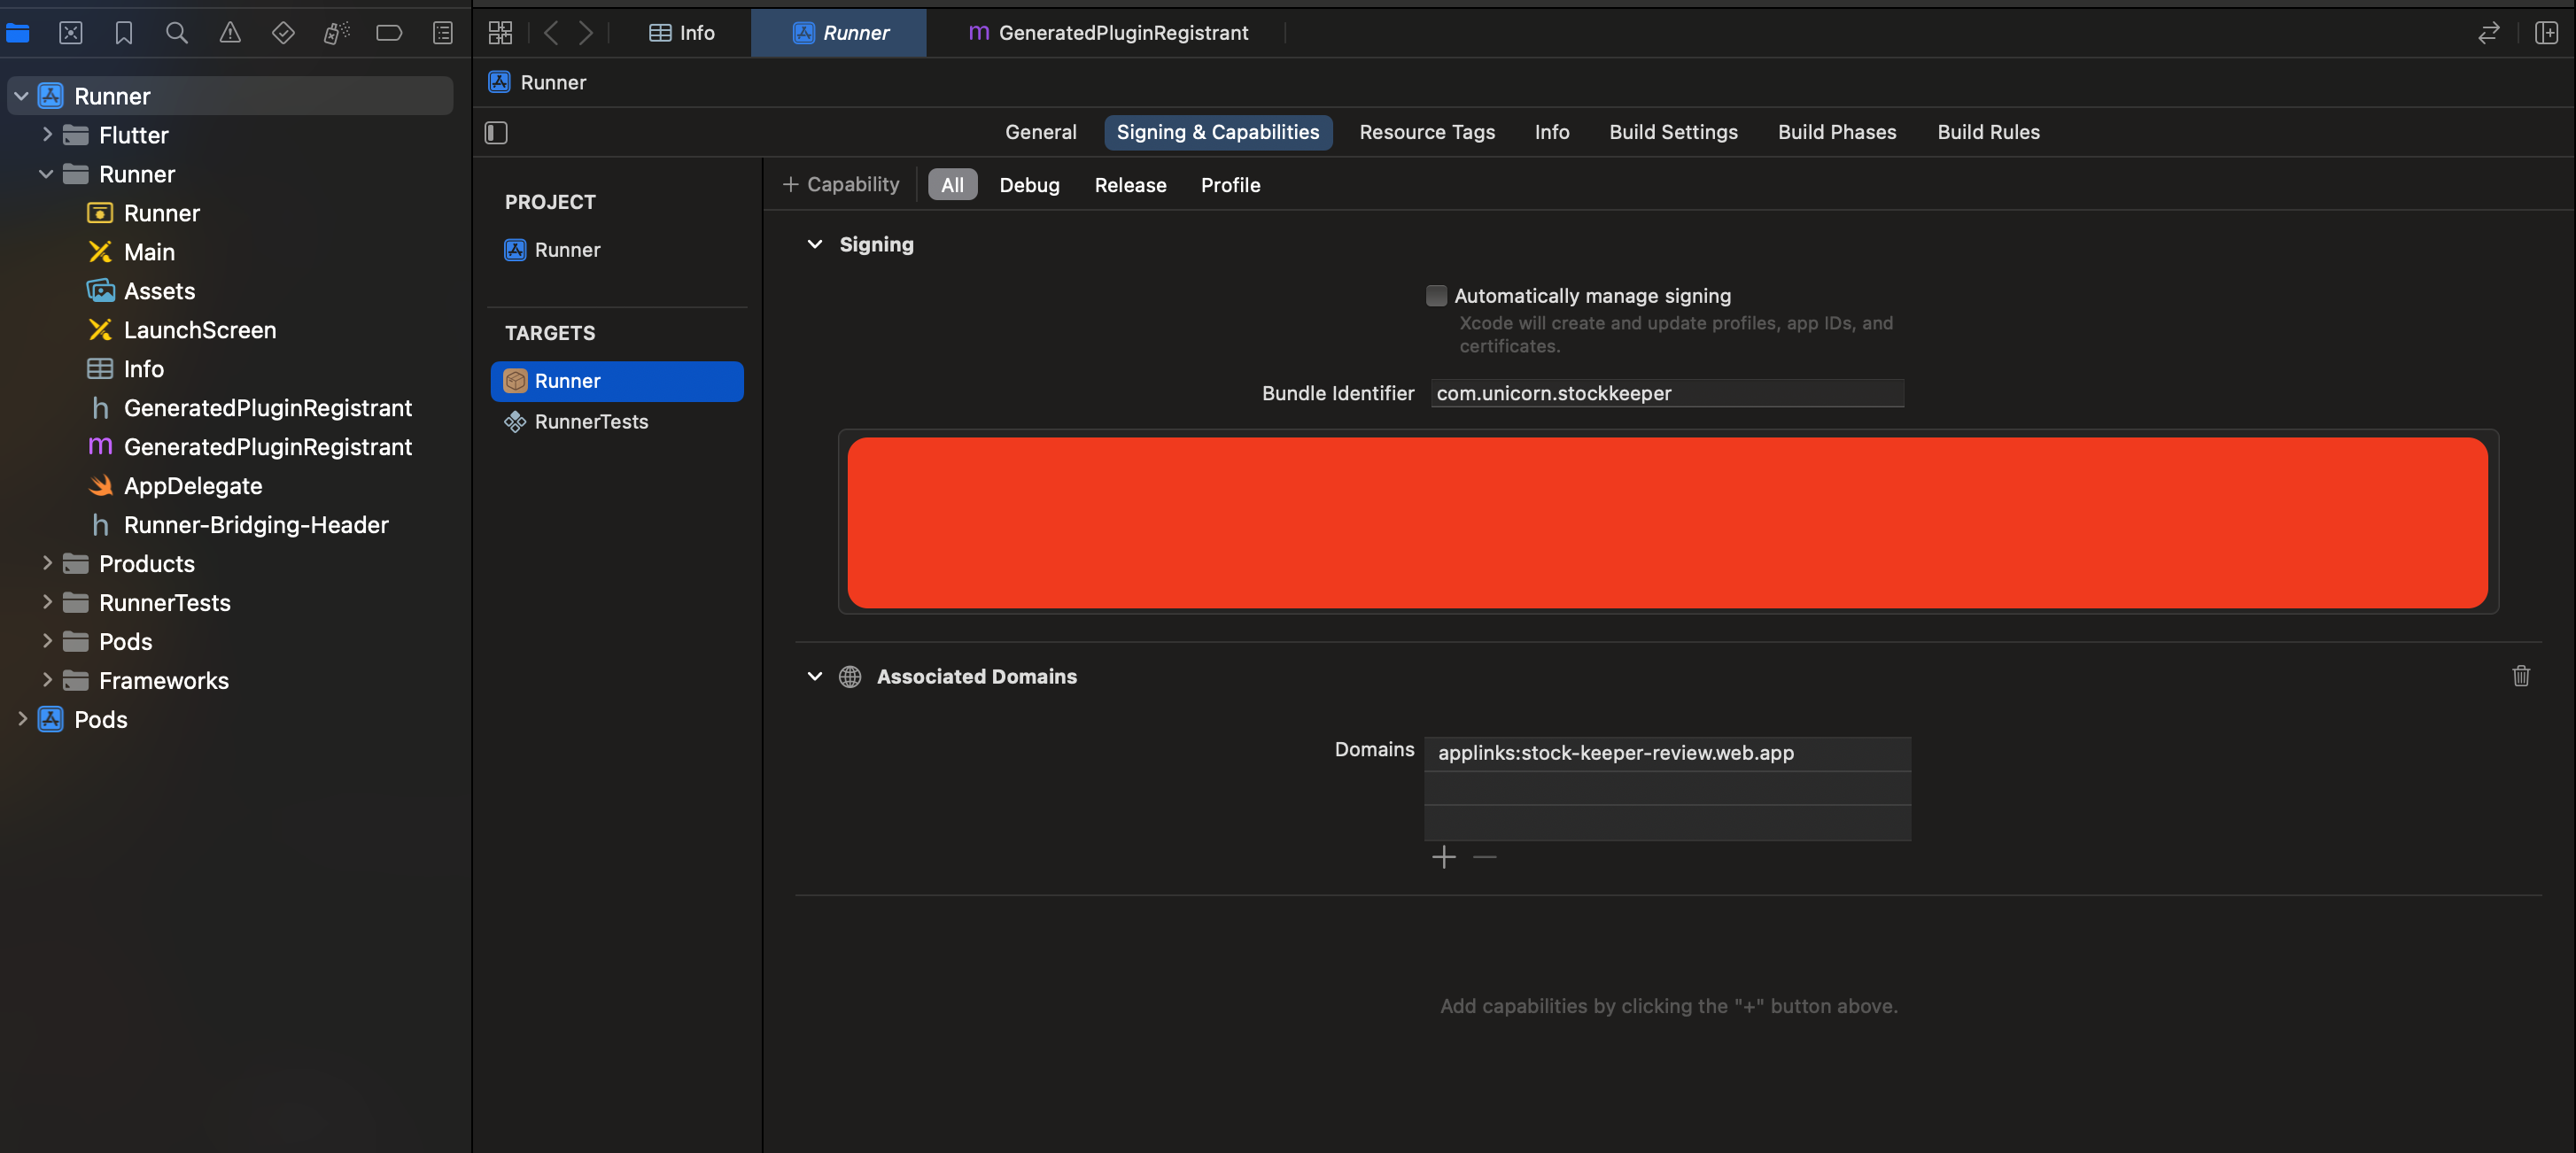 Info
Runner
GeneratedPluginRegistrant
Runner
Runner
Flutter
Runner
Runner
Main
Assets
LaunchScreen
Info
GeneratedPluginRegistrant
GeneratedPluginRegistrant
AppDelegate
Runner-Bridging-Header
Products
RunnerTests
Pods
Frameworks
Pods
General
Signing & Capabilities
Resource Tags
Info
Build Settings
Build Phases
Build Rules
PROJECT
Runner
TARGETS
Runner
RunnerTests
+ Capability
All
Debug
Release
Profile
Signing
Automatically manage signing
Xcode will create and update profiles, app IDs, and
certificates.
Bundle Identifier com.unicorn.stockkeeper
Associated Domains
Domains applinks:stock-keeper-review.web.app
Add capabilities by clicking the "+" button above.